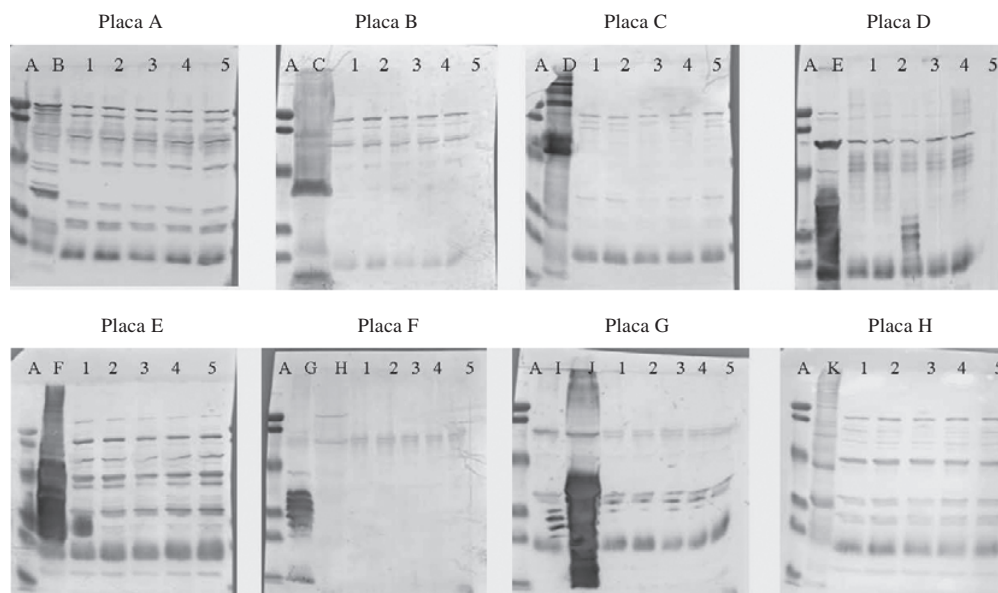 Placa A
Placa B
Placa C
Placa D
A B 1 2 3 4 5
A C 1 2 3 4 5
A D 1 2 3 4 5
A E 1 2 3 4 5
Placa E
Placa F
Placa G
Placa H
A F 1 2 3 4 5
A G H 1 2 3 4 5
A I J 1 2 3 4 5
A K 1 2 3 4 5